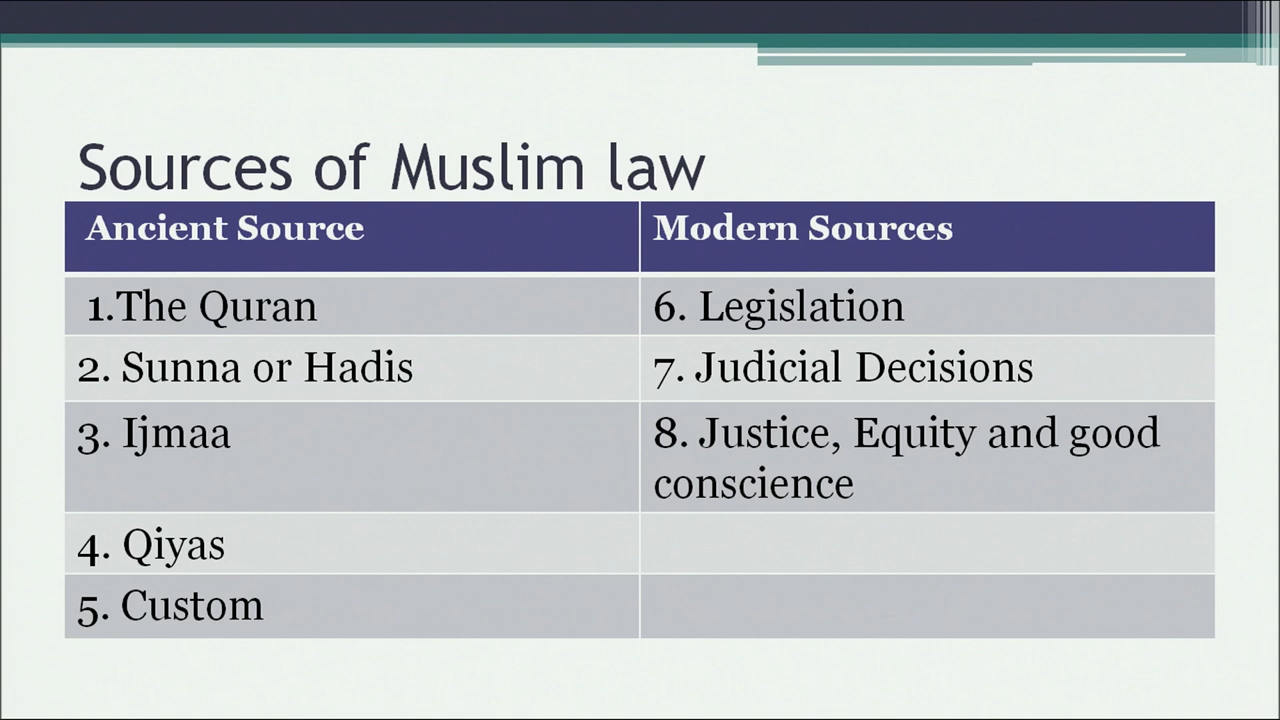 Sources of Muslim law
Ancient Source
Modern Sources
1.The Quran
6. Legislation
2. Sunna or Hadis
7. Judicial Decisions
3. Ijmaa
8. Justice, Equity and good
conscience
4. Qiyas
5. Custom